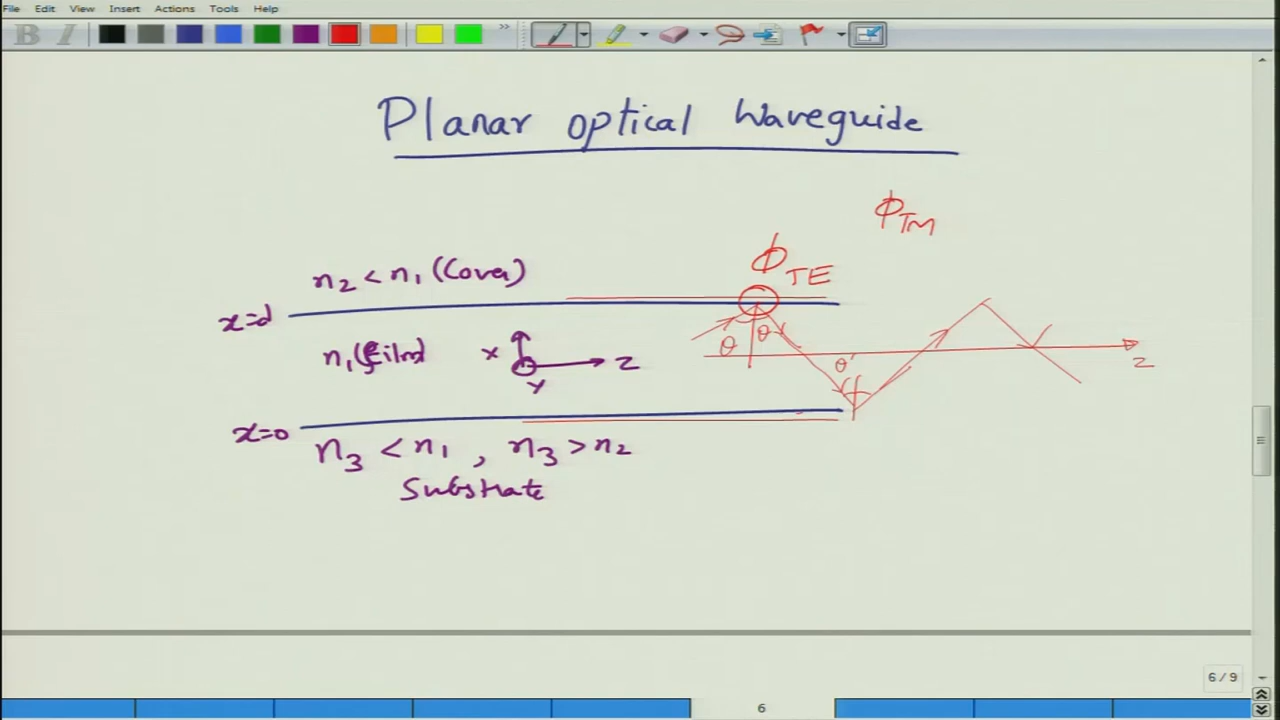 File Edit View Insert Actions Tools Help
B I
Planar optical Waveguide
ϕTM
ϕTE
n2 < n1 (Cover)
x=d
n1 (film)
X
Z
Y
θ θ
θ'
Z
x=0
n3 < n1 , n3 > n2
Substrate
6 / 9
6